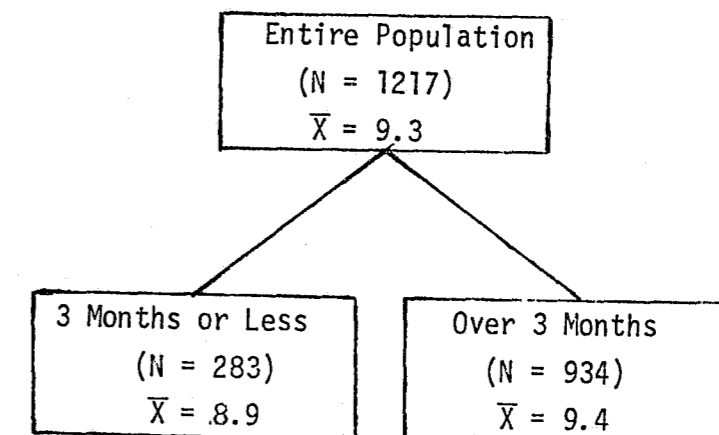 Entire Population
(N = 1217)
X̄ = 9.3
3 Months or Less
(N = 283)
X̄ = 8.9
Over 3 Months
(N = 934)
X̄ = 9.4